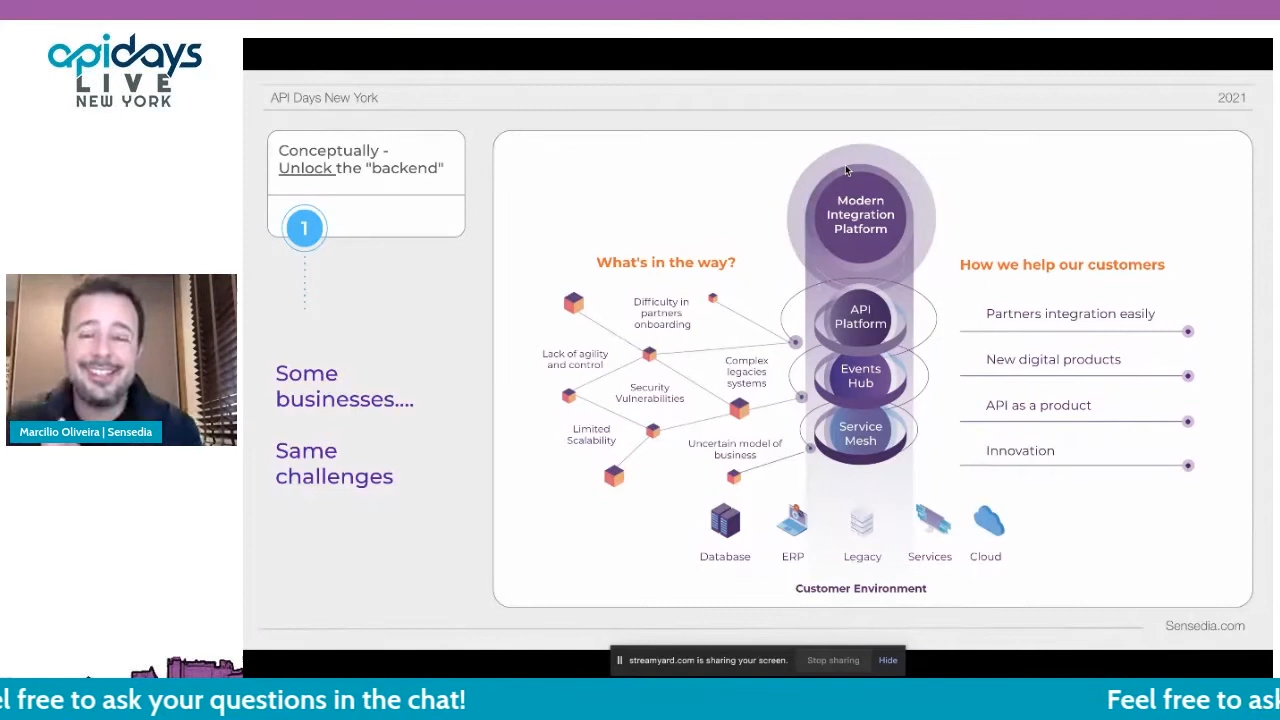 apidays
LIVE
NEW YORK
API Days New York
2021
Conceptually -
Unlock the "backend"
1
Some
businesses....
Same
challenges
Marcilio Oliveira | Sensedia
What's in the way?
Difficulty in
partners
onboarding
Lack of agility
and control
Complex
legacies
systems
Security
Vulnerabilities
Limited
Scalability
Uncertain model of
business
Modern
Integration
Platform
API
Platform
Events
Hub
Service
Mesh
How we help our customers
Partners integration easily
New digital products
API as a product
Innovation
Database
ERP
Legacy
Services
Cloud
Customer Environment
Sensedia.com
streamyard.com is sharing your screen.
Stop sharing
Hide
el free to ask your questions in the chat!
Feel free to ask